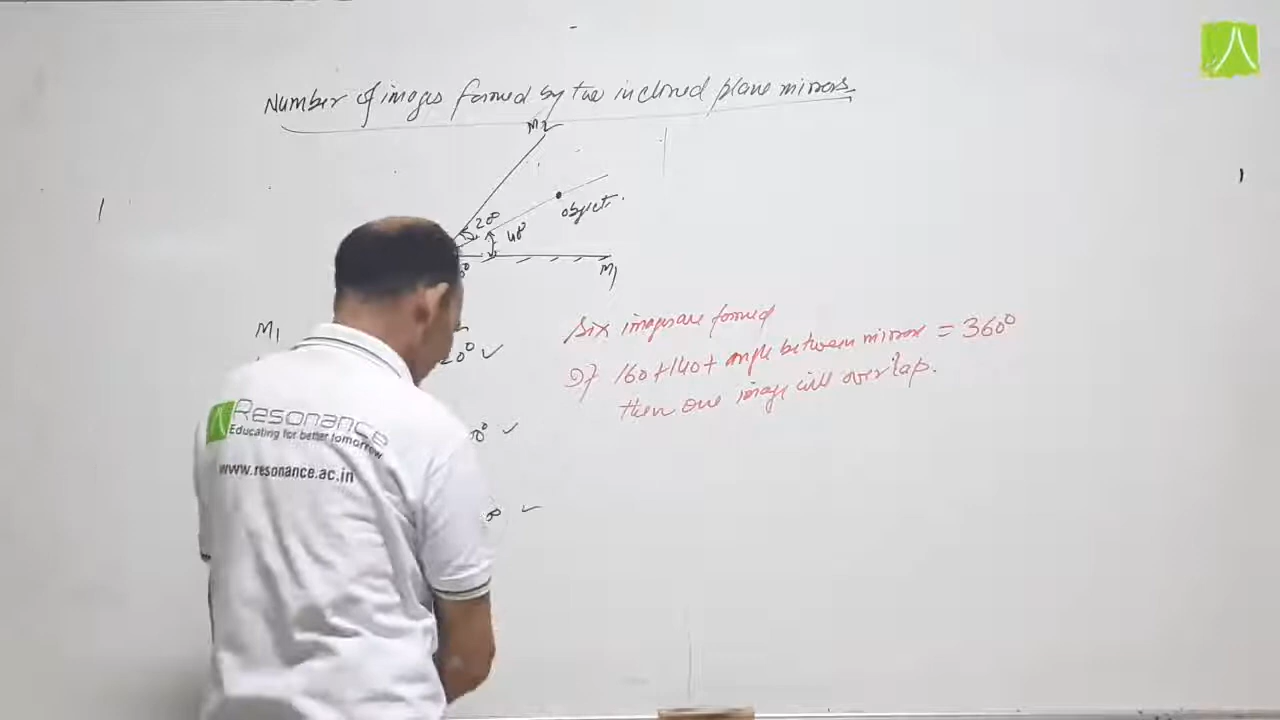 Number of images formed by two inclined plane mirrors
M2
20°
object.
40°
M1
M1
20° ✓
Six images are formed
If 160+140+ angle between mirror = 360°
then one image will overlap.
0° ✓
Resonance
Educating for better tomorrow
www.resonance.ac.in